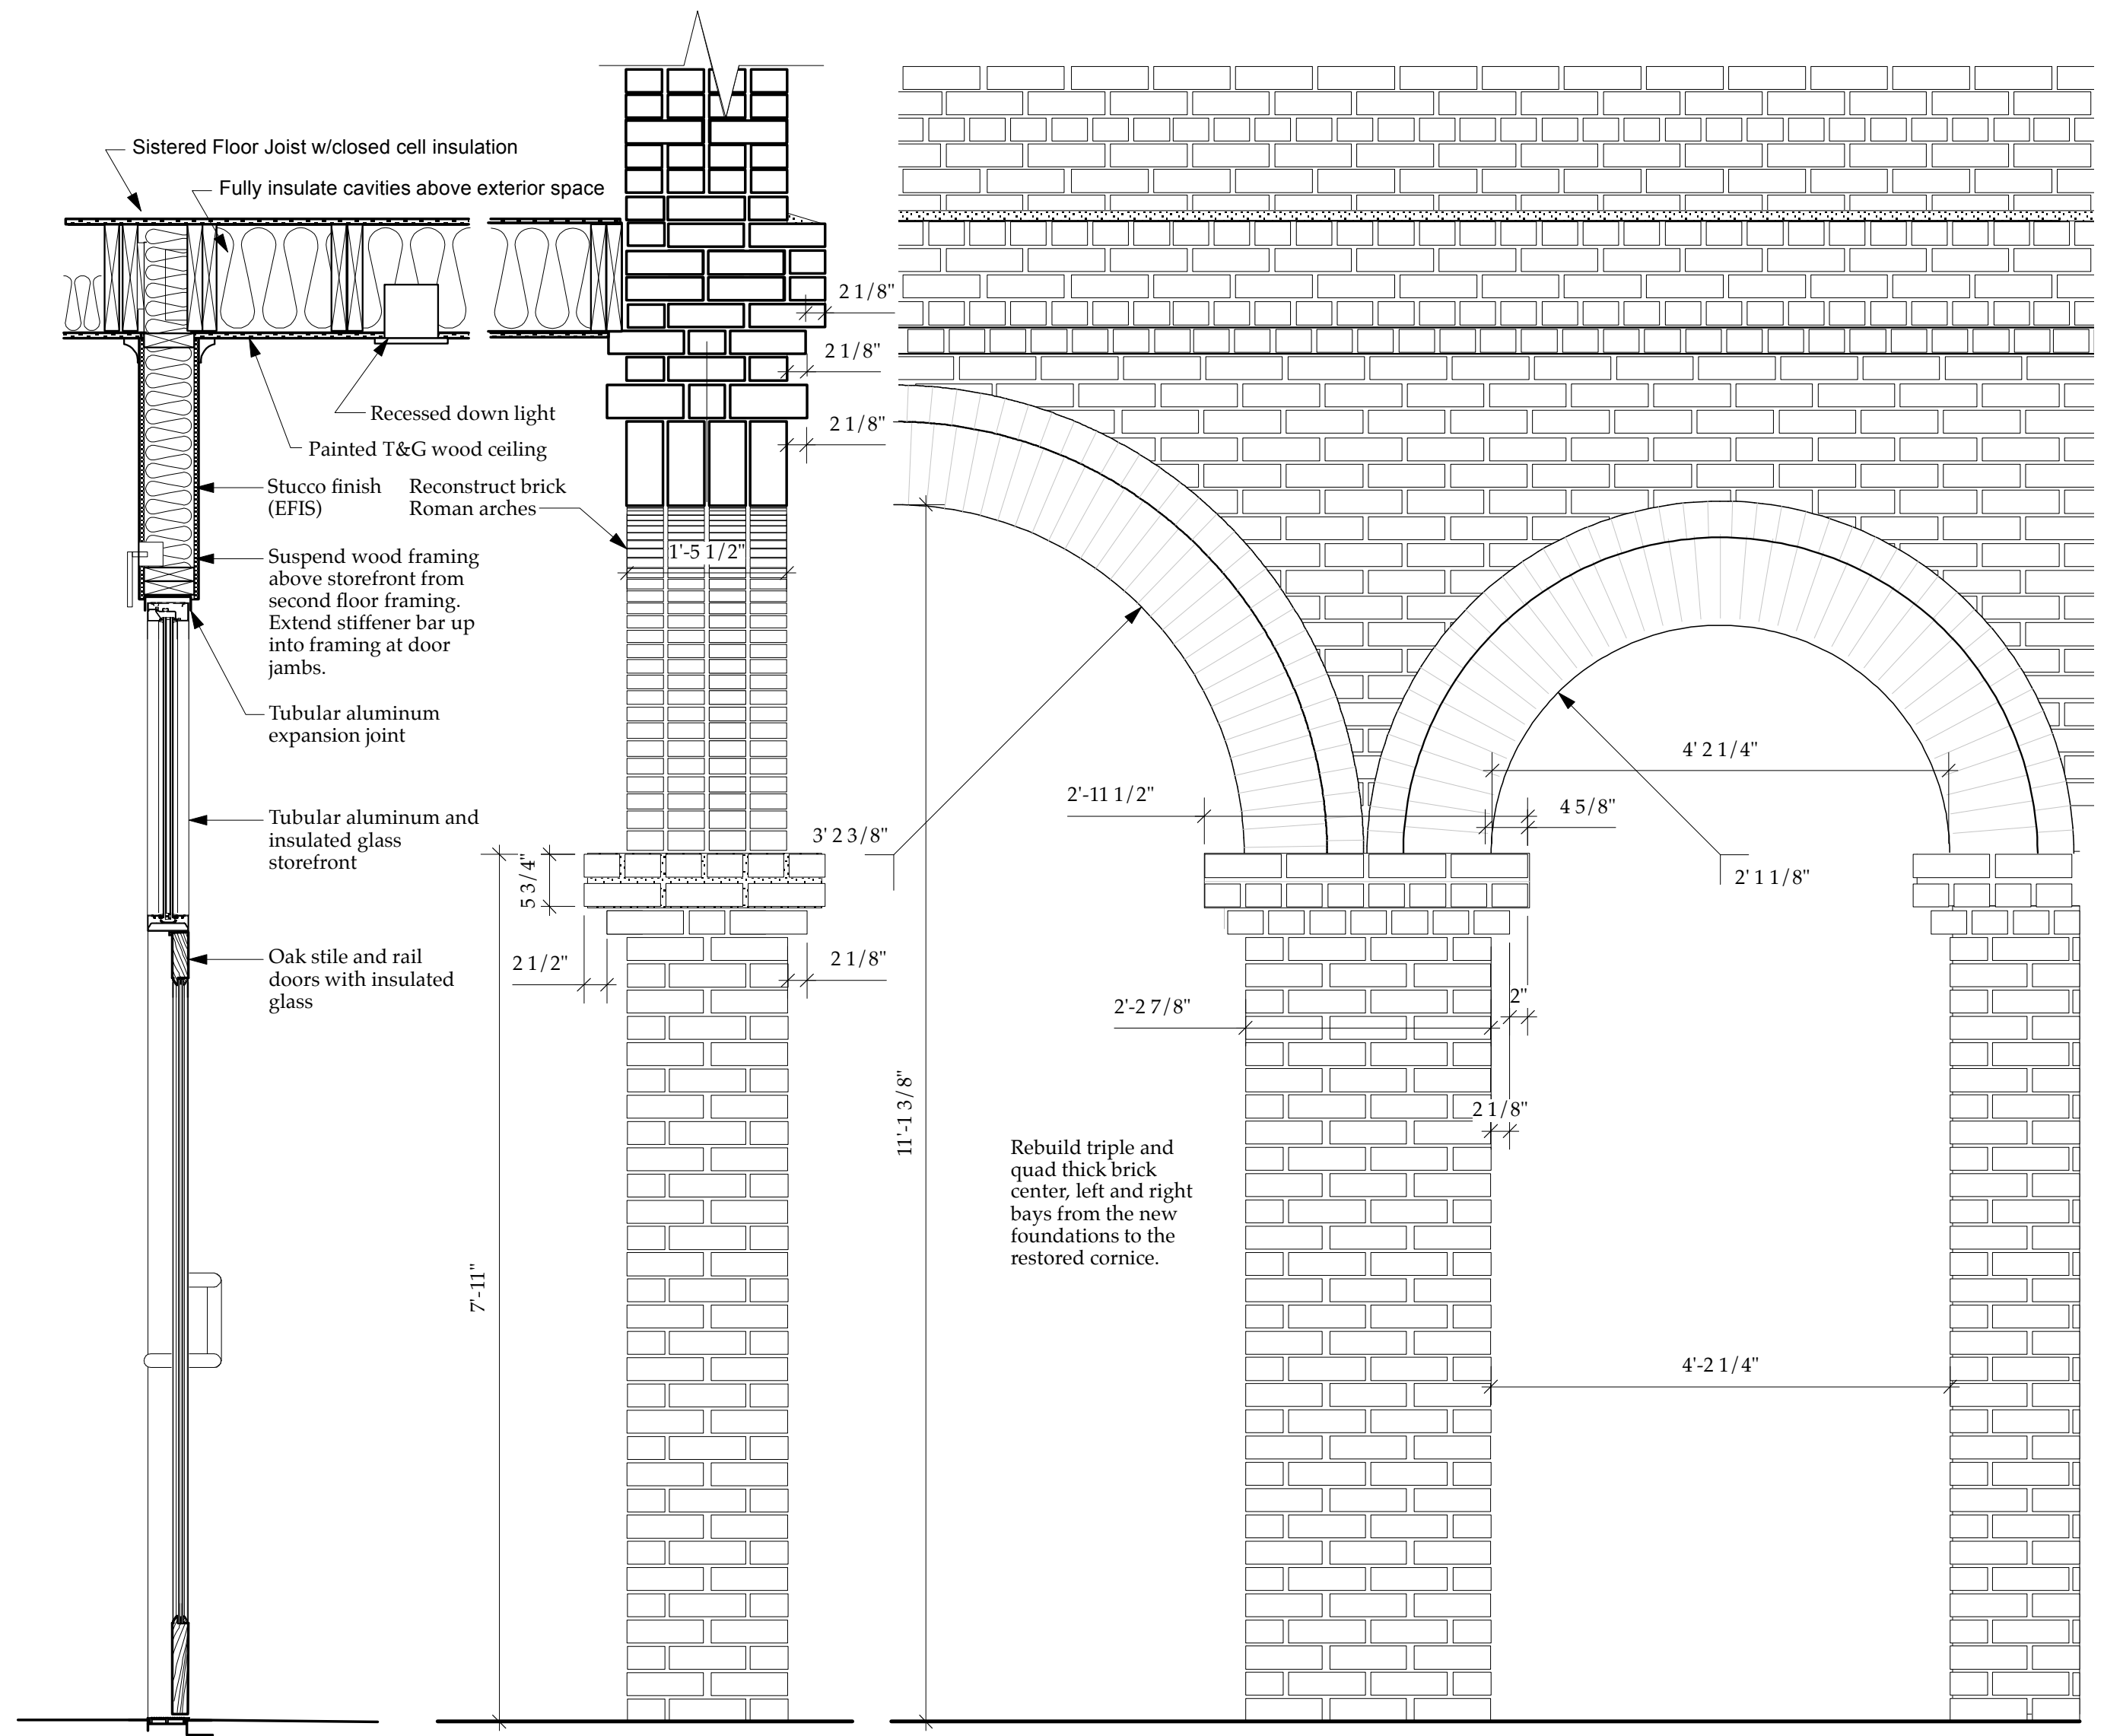 Sistered Floor Joist w/closed cell insulation
Fully insulate cavities above exterior space
2 1/8"
2 1/8"
Recessed down light
2 1/8"
Painted T&G wood ceiling
Stucco finish
(EFIS)
Reconstruct brick
Roman arches
1'-5 1/2"
Suspend wood framing
above storefront from
second floor framing.
Extend stiffener bar up
into framing at door
jambs.
Tubular aluminum
expansion joint
4' 2 1/4"
2'-11 1/2"
4 5/8"
Tubular aluminum and
insulated glass
storefront
3' 2 3/8"
5 3/4"
2' 1 1/8"
Oak stile and rail
doors with insulated
glass
2 1/2"
2 1/8"
2'-2 7/8"
2"
2 1/8"
11'-1 3/8"
Rebuild triple and
quad thick brick
center, left and right
bays from the new
foundations to the
restored cornice.
7'-11"
4'-2 1/4"